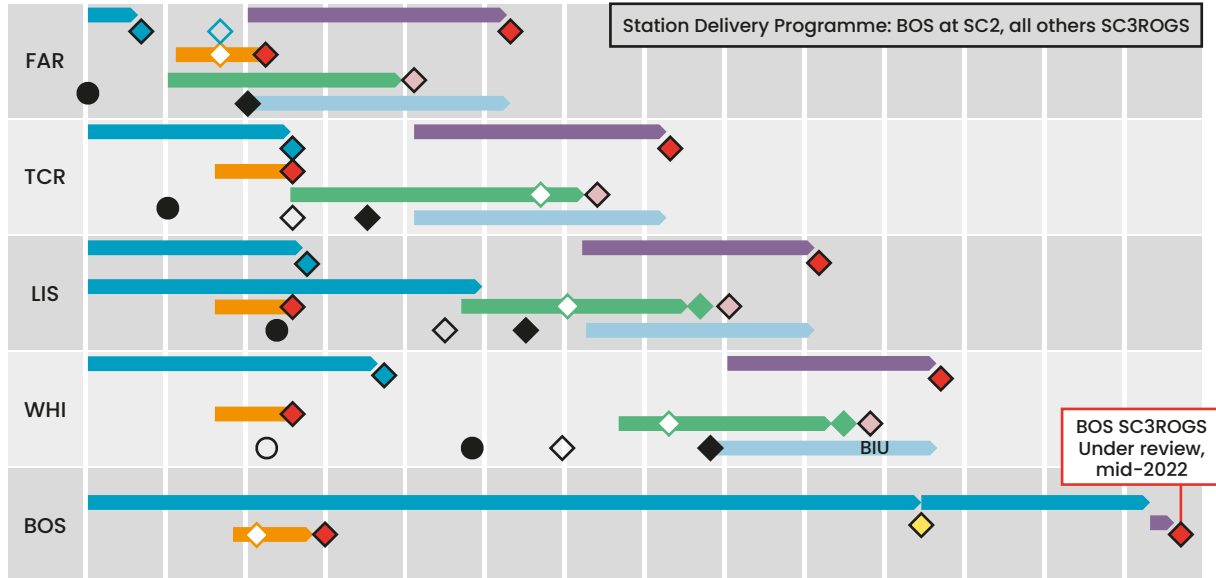 Station Delivery Programme: BOS at SC2, all others SC3ROGS
FAR
TCR
LIS
WHI
BIU
BOS SC3ROGS
Under review,
mid-2022
BOS